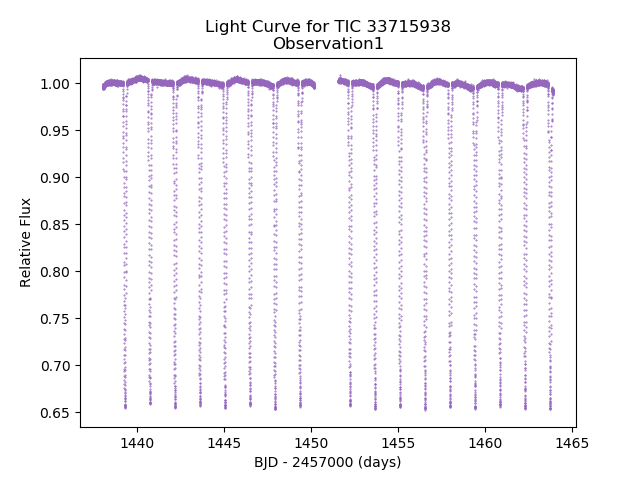 Light Curve for TIC 33715938
Observation1
1.00
0.95
0.90
0.85
0.80
0.75
0.70
0.65
Relative Flux
1440 1445 1450 1455 1460 1465
BJD - 2457000 (days)